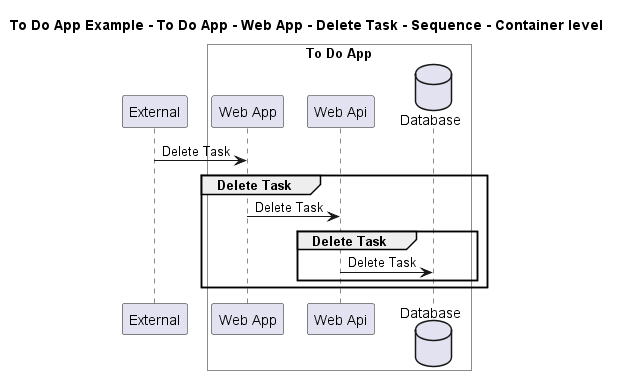 To Do App Example - To Do App - Web App - Delete Task - Sequence - Container level
To Do App
External
Web App
Web Api
Database
Delete Task
Delete Task
Delete Task
Delete Task
Delete Task
External
Web App
Web Api
Database